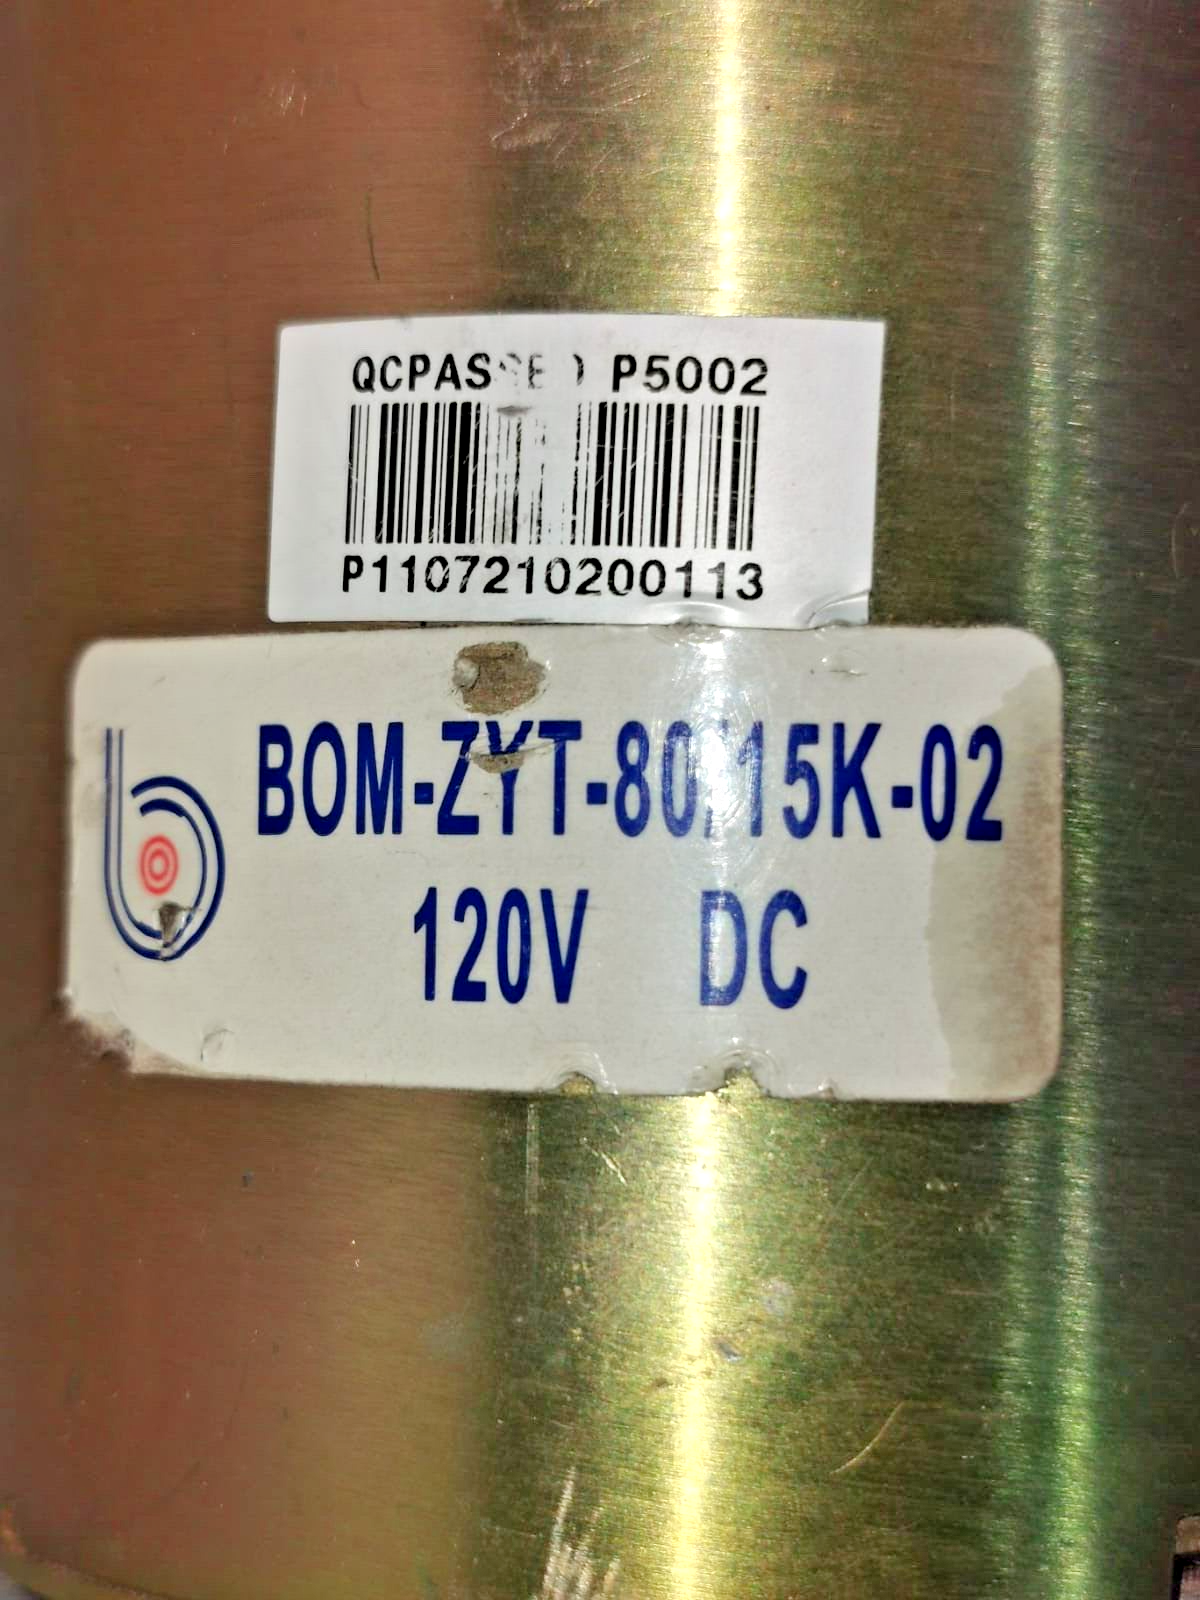 QCPASSED P5002
P1107210200113
BOM-ZYT-80/15K-02
120V DC